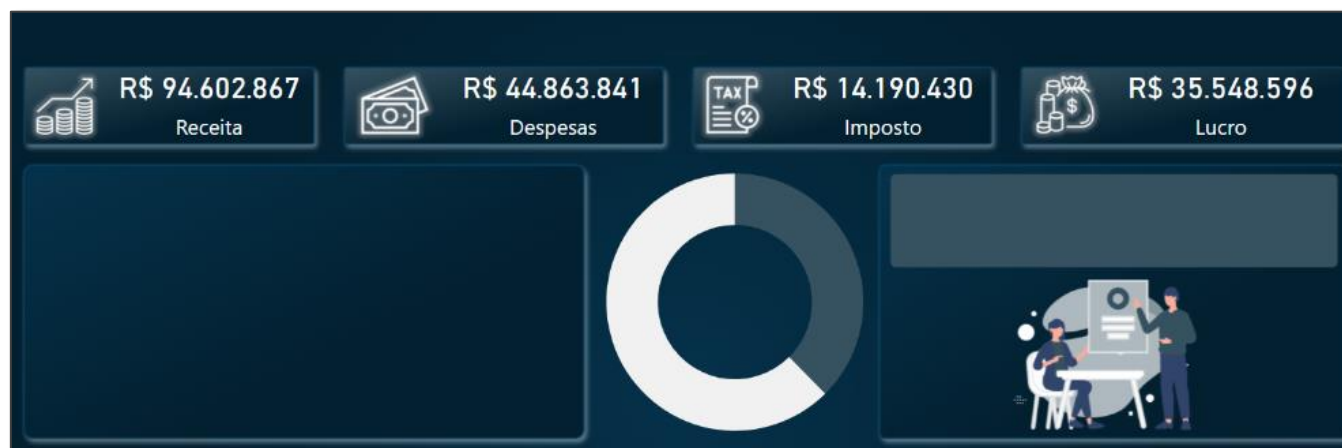 R$ 94.602.867
Receita
R$ 44.863.841
Despesas
TAX
R$ 14.190.430
Imposto
R$ 35.548.596
Lucro